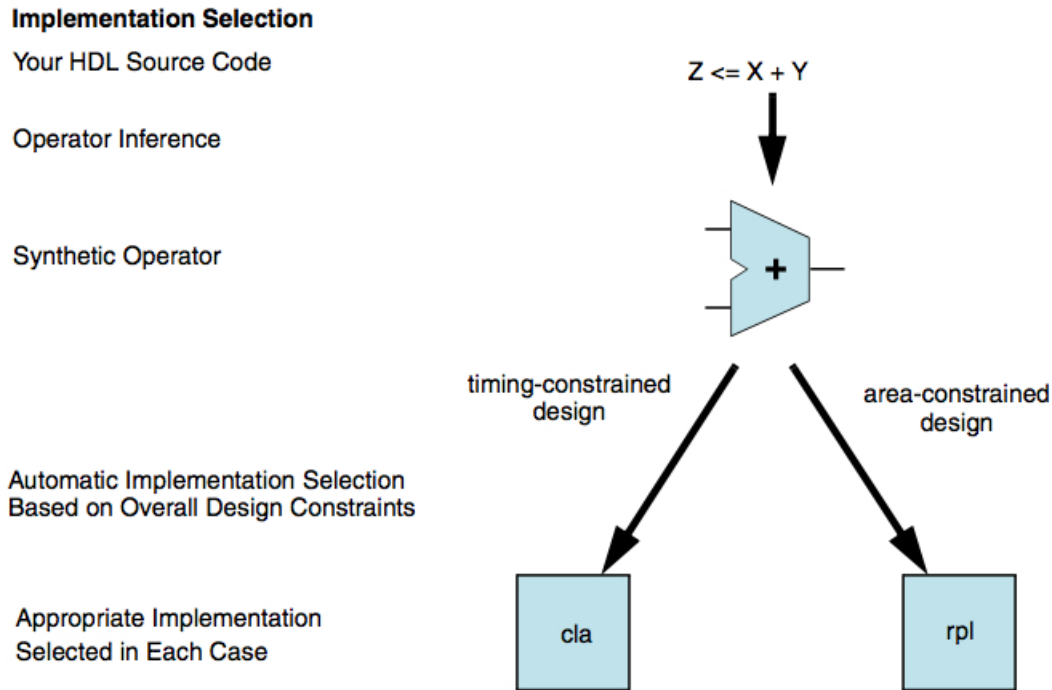 Implementation Selection
Your HDL Source Code
Z <= X + Y
Operator Inference
Synthetic Operator
+
timing-constrained
design
area-constrained
design
Automatic Implementation Selection
Based on Overall Design Constraints
Appropriate Implementation
Selected in Each Case
cla
rpl